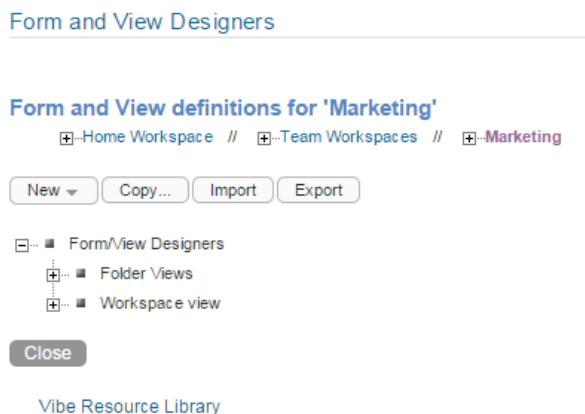 Form and View Designers
Form and View definitions for 'Marketing'
Home Workspace // Team Workspaces // Marketing
New Copy... Import Export
Form/View Designers
Folder Views
Workspace view
Close
Vibe Resource Library